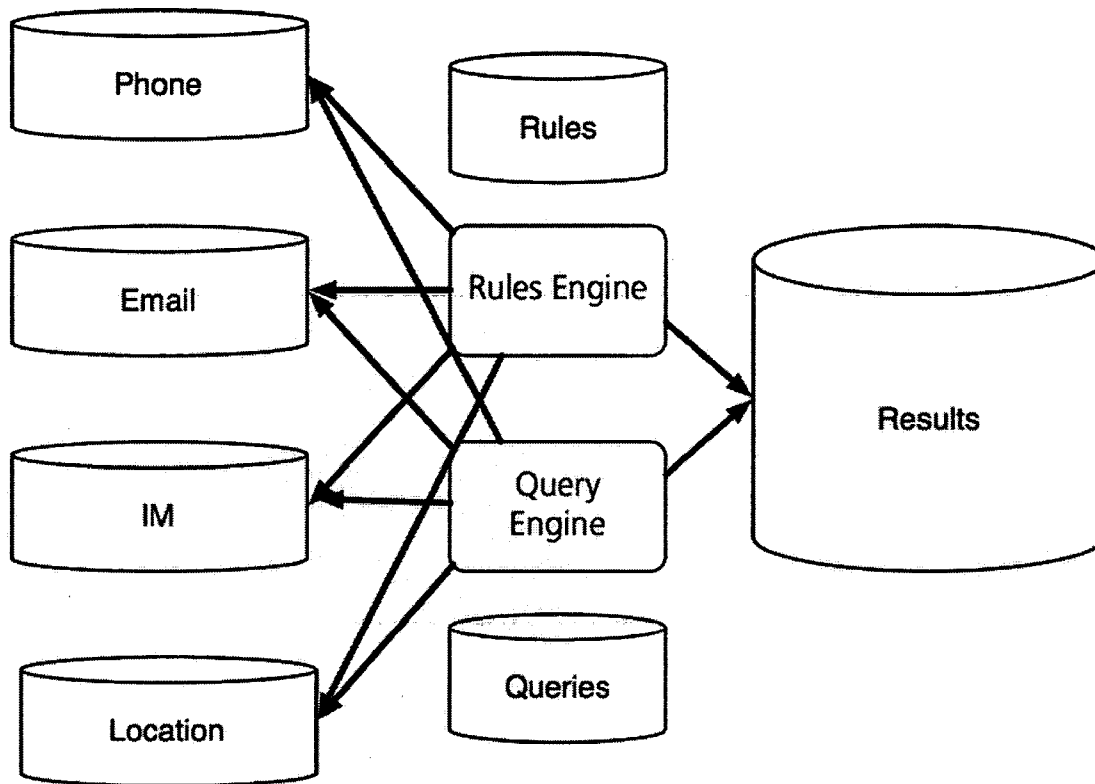 Phone
Email
IM
Location
Rules
Rules Engine
Query
Engine
Queries
Results